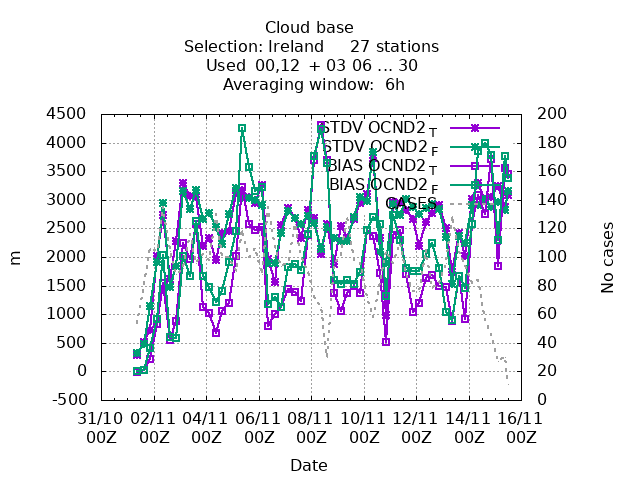 Cloud base
Selection: Ireland     27 stations
Used 00,12 + 03 06 ... 30
Averaging window: 6h
4500
4000
3500
3000
2500
2000
1500
1000
500
0
-500
m
200
180
160
140
120
100
80
60
40
20
0
No cases
STDV OCND2 T
STDV OCND2 F
BIAS OCND2 T
BIAS OCND2 F
CASES
31/10 02/11 04/11 06/11 08/11 10/11 12/11 14/11 16/11
00Z 00Z 00Z 00Z 00Z 00Z 00Z 00Z 00Z
Date